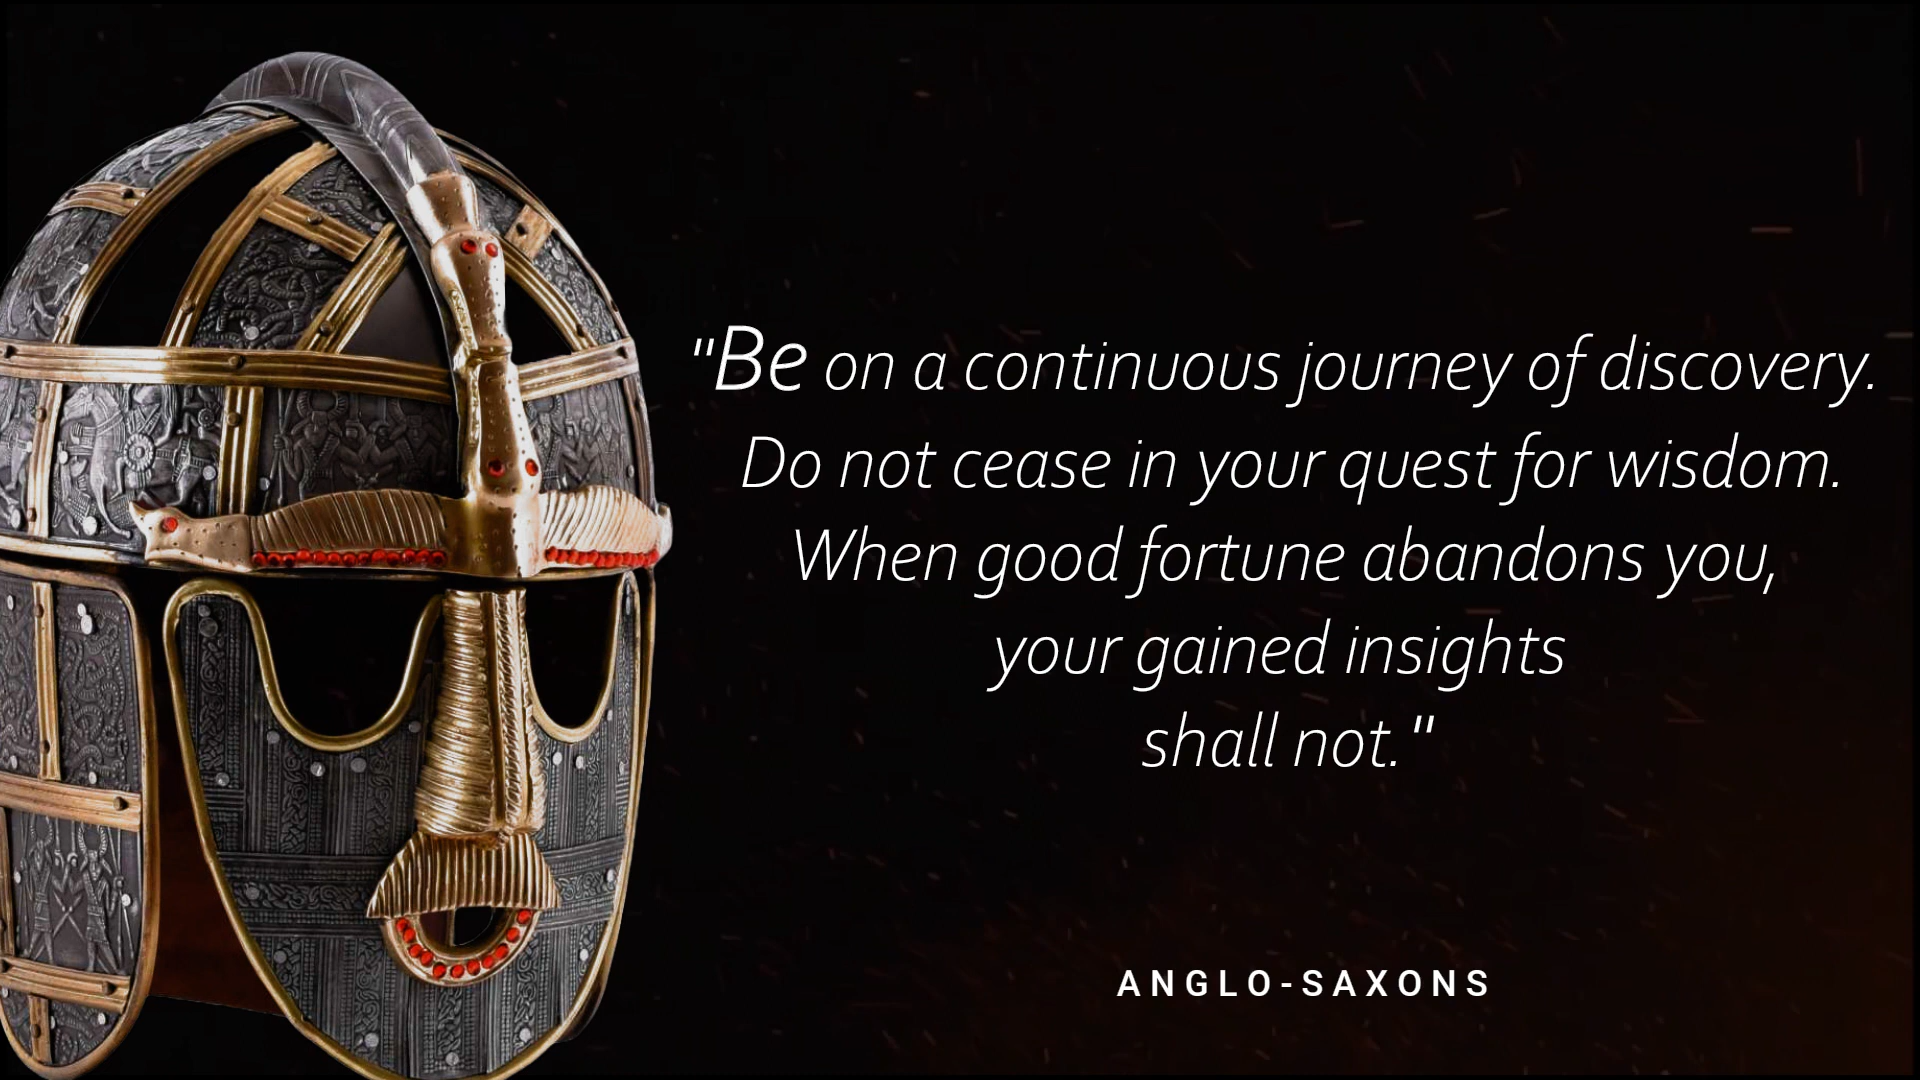 "Be on a continuous journey of discovery.
Do not cease in your quest for wisdom.
When good fortune abandons you,
your gained insights
shall not."
ANGLO-SAXONS